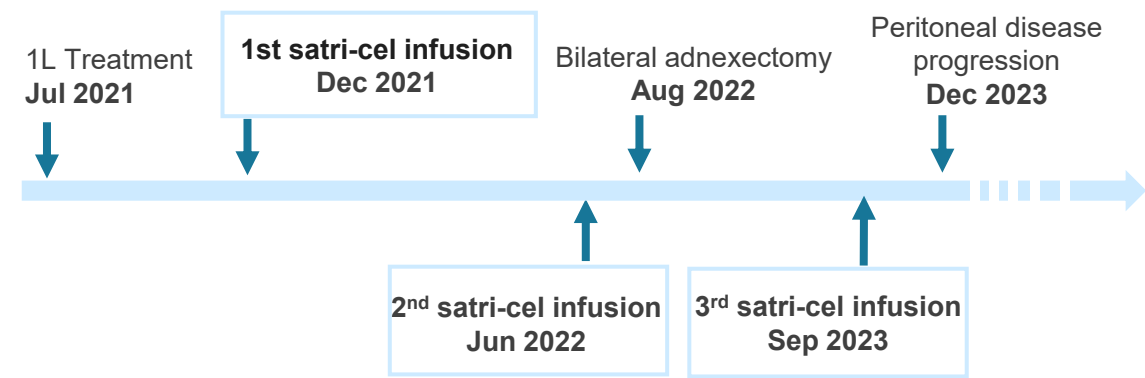 1L Treatment
Jul 2021
1st satri-cel infusion
Dec 2021
Bilateral adnexectomy
Aug 2022
Peritoneal disease
progression
Dec 2023
2nd satri-cel infusion
Jun 2022
3rd satri-cel infusion
Sep 2023